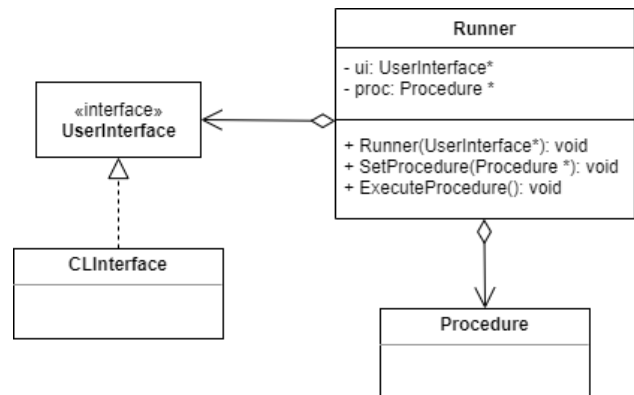 Runner
- ui: UserInterface*
- proc: Procedure *
+ Runner(UserInterface*): void
+ SetProcedure(Procedure *): void
+ ExecuteProcedure(): void
«interface»
UserInterface
CLInterface
Procedure